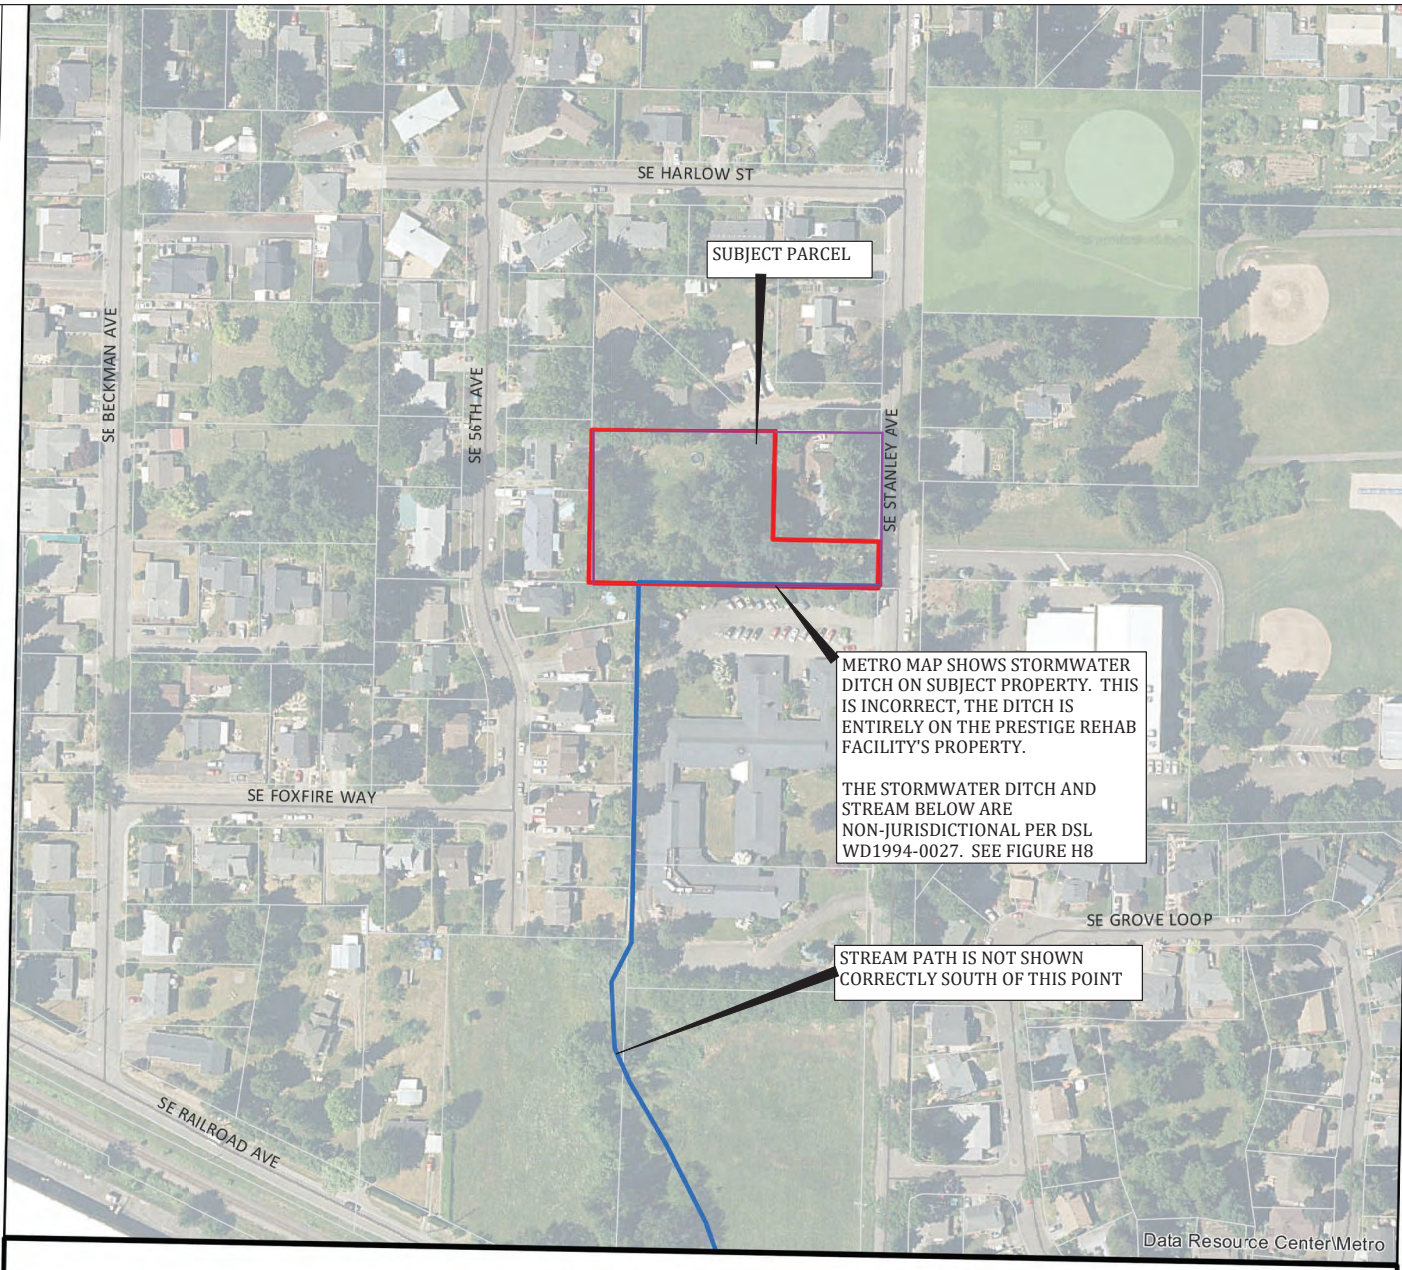 SE HARLOW ST
SUBJECT PARCEL
SE BECKMAN AVE
SE 56TH AVE
SE STANLEY AVE
METRO MAP SHOWS STORMWATER
DITCH ON SUBJECT PROPERTY. THIS
IS INCORRECT, THE DITCH IS
ENTIRELY ON THE PRESTIGE REHAB
FACILITY'S PROPERTY.
THE STORMWATER DITCH AND
STREAM BELOW ARE
NON-JURISDICTIONAL PER DSL
WD1994-0027. SEE FIGURE H8
SE FOXFIRE WAY
SE GROVE LOOP
STREAM PATH IS NOT SHOWN
CORRECTLY SOUTH OF THIS POINT
SE RAILROAD AVE
Data Resource Center\Metro